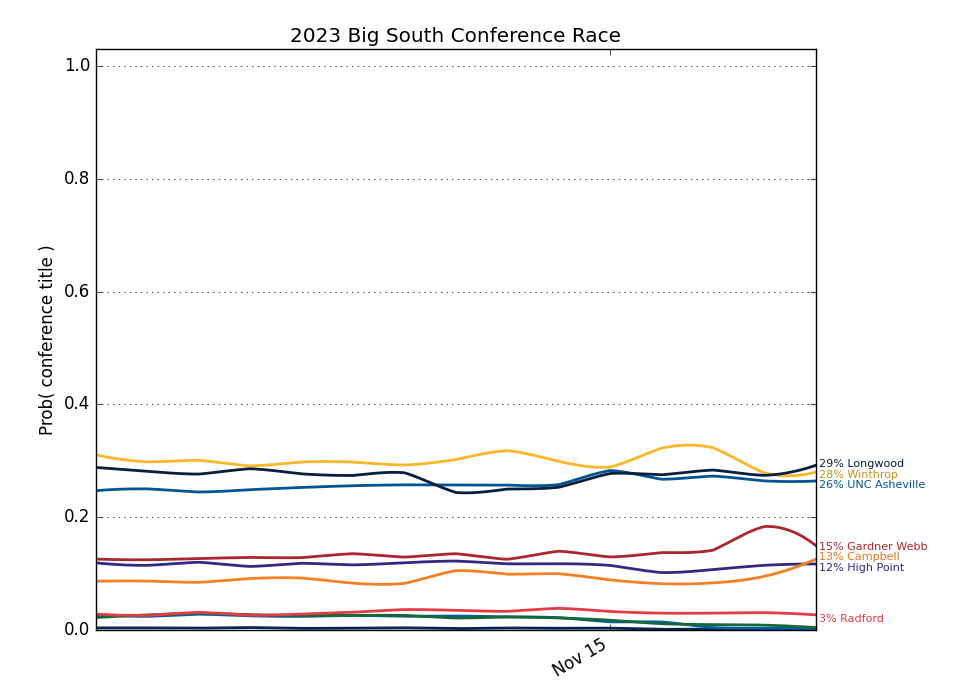 2023 Big South Conference Race
Prob( conference title )
1.0
0.8
0.6
0.4
0.2
0.0
29% Longwood
28% Winthrop
26% UNC Asheville
15% Gardner Webb
13% Campbell
12% High Point
3% Radford
Nov 15